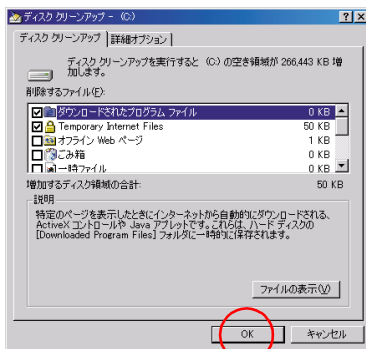 ディスク クリーンアップ - (C:)
ディスク クリーンアップ 詳細オプション
ディスク クリーンアップを実行すると (C:) の空き領域が 266,443 KB 増
加します。
削除するファイル(F):
ダウンロードされたプログラム ファイル 0 KB
Temporary Internet Files 50 KB
オフライン Web ページ 1 KB
ごみ箱 0 KB
一時ファイル 0 KB
増加するディスク領域の合計: 50 KB
説明
特定のページを表示したときにインターネットから自動的にダウンロードされる、
ActiveX コントロールや Java アプレットです。これらは、ハード ディスクの
[Downloaded Program Files] フォルダに一時的に保存されます。
ファイルの表示(V)
OK キャンセル